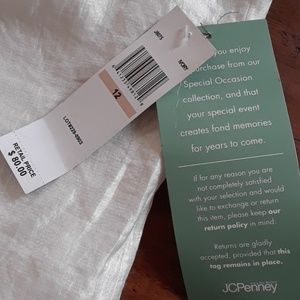 IVORY
12
RETAIL PRICE
$ 80.00
you enjoy
purchase from our
Special Occasion
collection, and that
your special event
creates fond memories
for years to come.
If for any reason you are
not completely satisfied
with your selection and would
like to exchange or return
this item, please keep our
return policy in mind:
Returns are gladly
accepted, provided that this
tag remains in place.
JCPenney